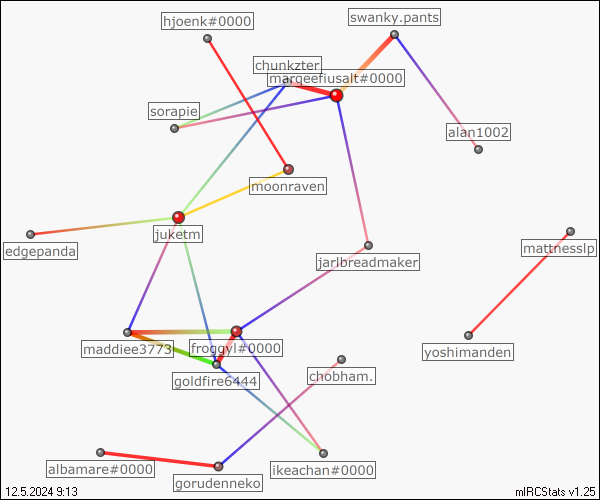 hjoenk#0000
swanky.pants
chunkzter
marqeefiusalt#0000
sorapie
alan1002
moonraven
juketm
edgepanda
jarlbreadmaker
mattnesslp
maddiee3773
froggyl#0000
yoshimanden
goldfire6444
chobham.
albamare#0000
ikeachan#0000
gorudenneko
12.5.2024 9:13
mIRCStats v1.25